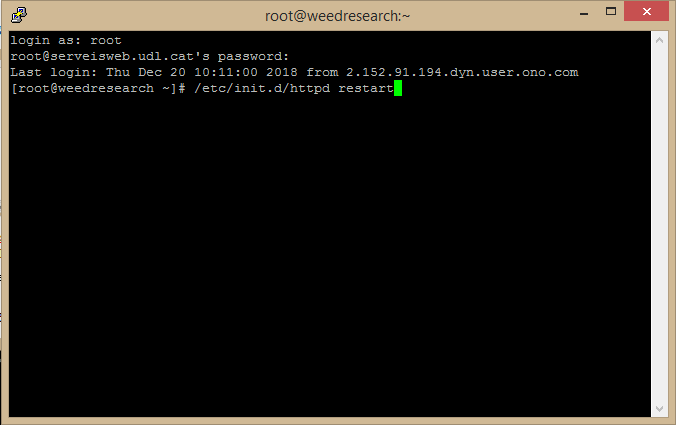 root@weedresearch:~
login as: root
root@serveisweb.udl.cat's password:
Last login: Thu Dec 20 10:11:00 2018 from 2.152.91.194.dyn.user.ono.com
[root@weedresearch ~]# /etc/init.d/httpd restart